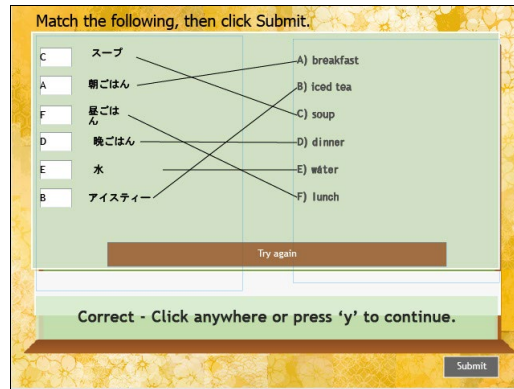 Match the following, then click Submit.
C スープ
A 朝ごはん
F 昼ごは
ん
D 晩ごはん
E 水
B アイスティー
A) breakfast
B) iced tea
C) soup
D) dinner
E) wáter
F) lunch
Try again
Correct - Click anywhere or press ‘y’ to continue.
Submit